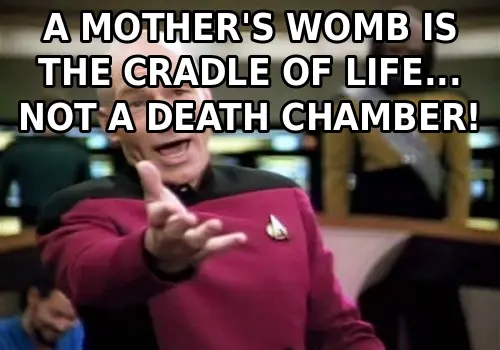 A MOTHER'S WOMB IS
THE CRADLE OF LIFE...
NOT A DEATH CHAMBER!